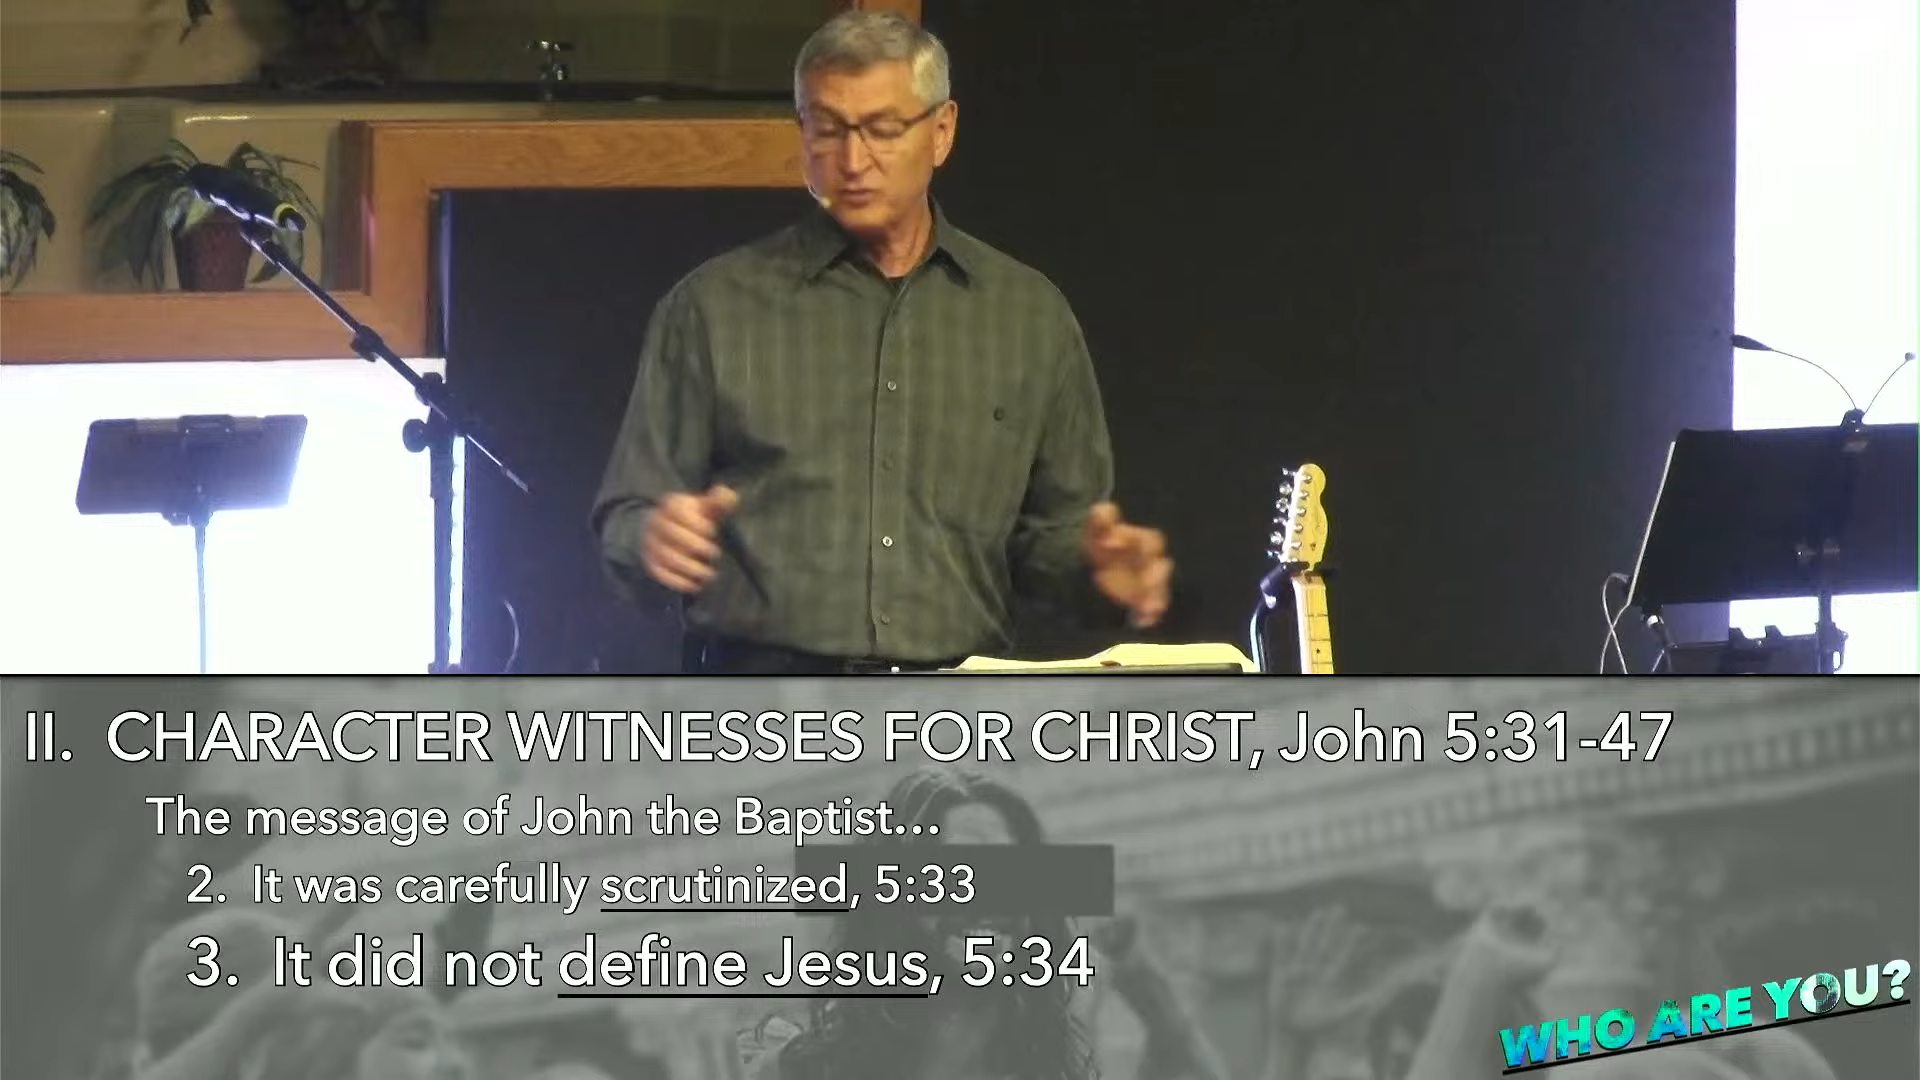 II. CHARACTER WITNESSES FOR CHRIST, John 5:31-47
The message of John the Baptist...
2. It was carefully scrutinized, 5:33
3. It did not define Jesus, 5:34
WHO ARE YOU?